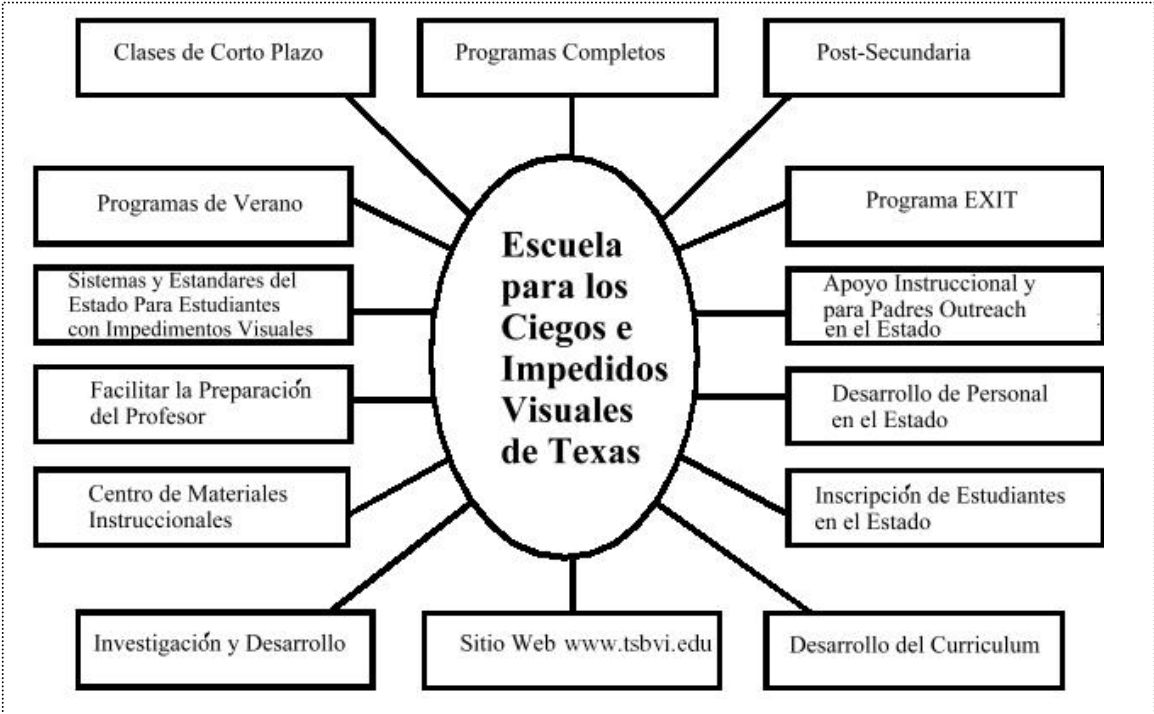 Clases de Corto Plazo
Programas Completos
Post-Secundaria
Programas de Verano
Programa EXIT
Sistemas y Estandares del
Estado Para Estudiantes
con Impedimentos Visuales
Escuela
para los
Ciegos e
Impedidos
Visuales
de Texas
Apoyo Instruccional y
para Padres Outreach
en el Estado
Facilitar la Preparación
del Profesor
Desarrollo de Personal
en el Estado
Centro de Materiales
Instruccionales
Inscripción de Estudiantes
en el Estado
Investigación y Desarrollo
Sitio Web www.tsbvi.edu
Desarrollo del Curriculum